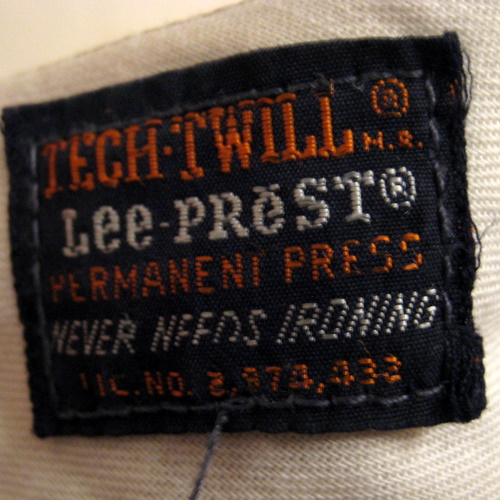 TECH·TWILL®
M.R.
Lee-PRēST®
PERMANENT PRESS
NEVER NEEDS IRONING
LIC.NO. 2,974,432